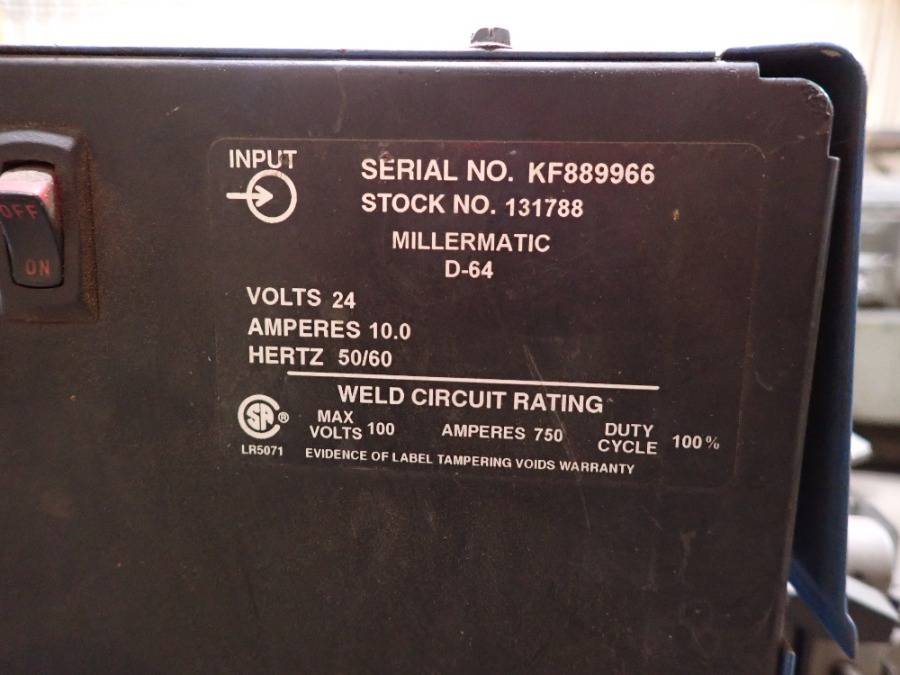 OFF
ON
INPUT
SERIAL NO. KF889966
STOCK NO. 131788
MILLERMATIC
D-64
VOLTS 24
AMPERES 10.0
HERTZ 50/60
WELD CIRCUIT RATING
SA ®
LR5071
MAX VOLTS 100 AMPERES 750 DUTY CYCLE 100%
EVIDENCE OF LABEL TAMPERING VOIDS WARRANTY